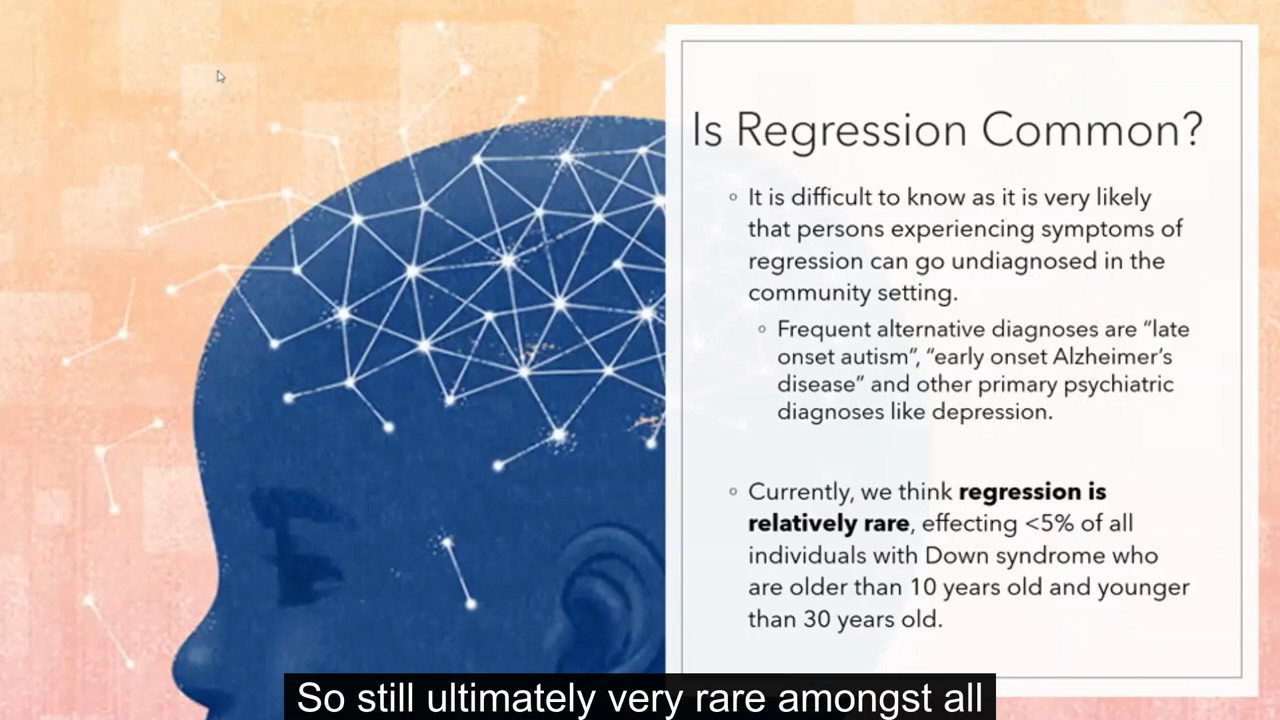 Is Regression Common?
◦ It is difficult to know as it is very likely
that persons experiencing symptoms of
regression can go undiagnosed in the
community setting.
◦ Frequent alternative diagnoses are “late
onset autism”, “early onset Alzheimer’s
disease” and other primary psychiatric
diagnoses like depression.
◦ Currently, we think regression is
relatively rare, effecting <5% of all
individuals with Down syndrome who
are older than 10 years old and younger
than 30 years old.
So still ultimately very rare amongst all